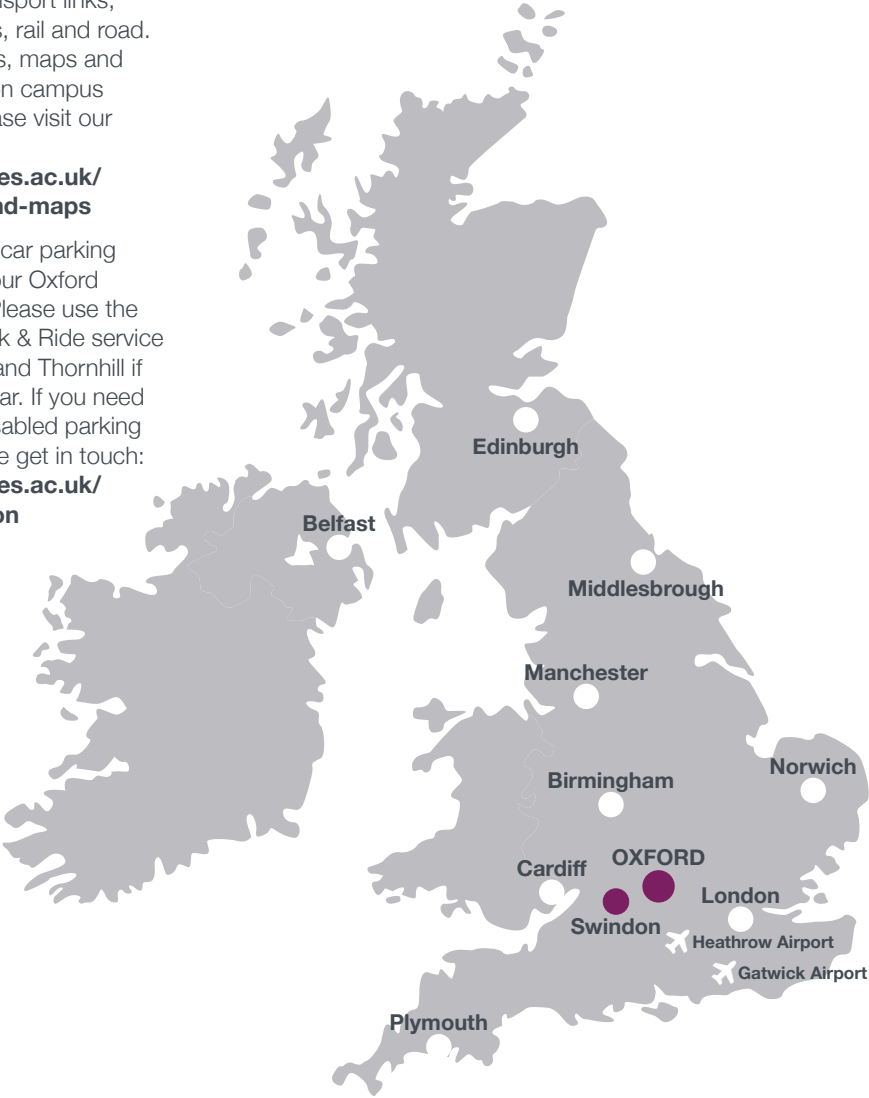 sport links,
s, rail and road.
s, maps and
n campus
ase visit our
es.ac.uk/
nd-maps
car parking
ur Oxford
Please use the
k & Ride service
and Thornhill if
ar. If you need
sabled parking
e get in touch:
es.ac.uk/
on
Edinburgh
Belfast
Middlesbrough
Manchester
Norwich
Birmingham
OXFORD
Cardiff
London
Swindon
Heathrow Airport
Gatwick Airport
Plymouth